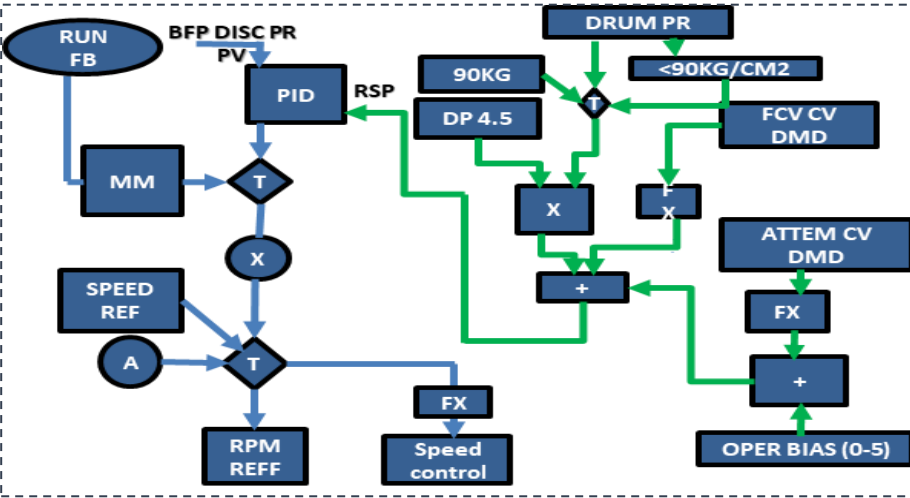 RUN
FB
BFP DISC PR
PV
PID
RSP
MM
T
X
SPEED
REF
A
T
RPM
REFF
FX
Speed
control
DRUM PR
<90KG/CM2
90KG
T
DP 4.5
FCV CV
DMD
X
F
X
+
ATTEM CV
DMD
FX
+
OPER BIAS (0-5)